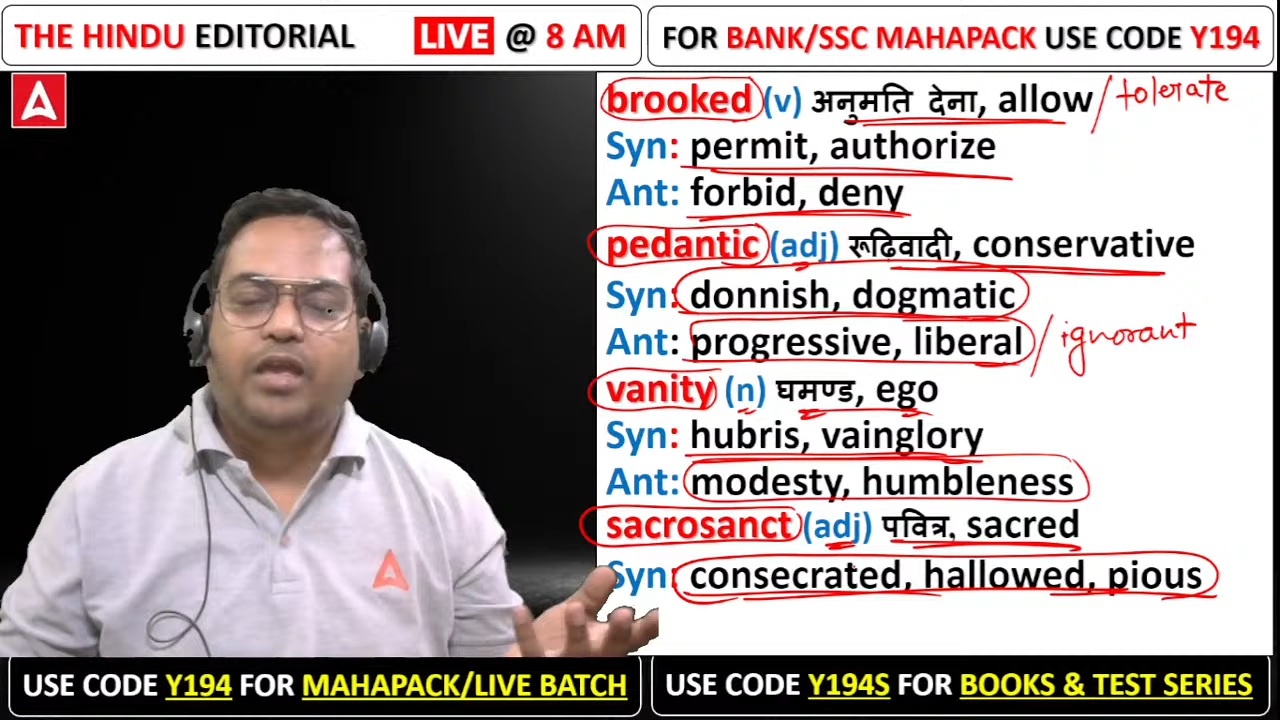 THE HINDU EDITORIAL LIVE @ 8 AM
FOR BANK/SSC MAHAPACK USE CODE Y194
brooked (v) अनुमति देना, allow / tolerate
Syn: permit, authorize
Ant: forbid, deny
pedantic (adj) रूढ़िवादी, conservative
Syn: donnish, dogmatic
Ant: progressive, liberal / ignorant
vanity (n) घमण्ड, ego
Syn: hubris, vainglory
Ant: modesty, humbleness
sacrosanct (adj) पवित्र, sacred
Syn: consecrated, hallowed, pious
USE CODE Y194 FOR MAHAPACK/LIVE BATCH
USE CODE Y194S FOR BOOKS & TEST SERIES